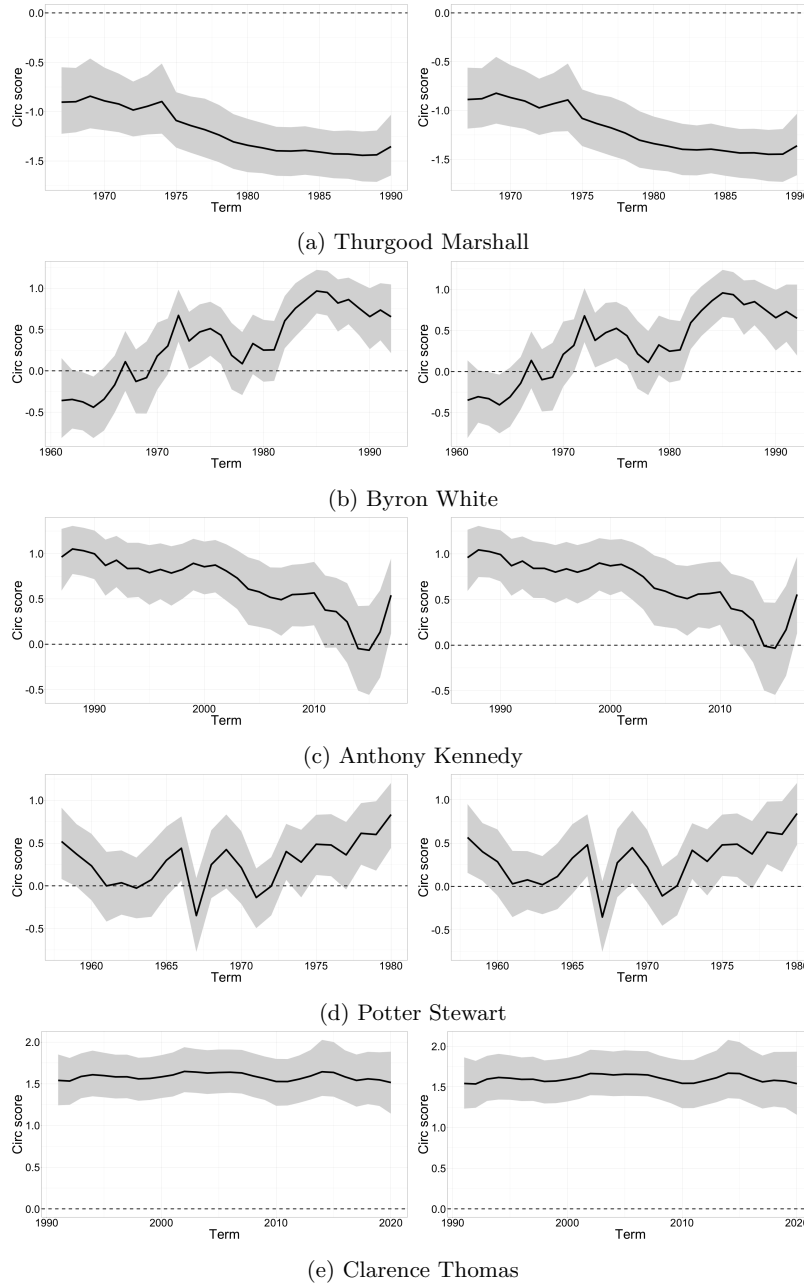 0.0 -0.5 -1.0 -1.5 Circ score 1970 1975 1980 1985 1990 Term
0.0 -0.5 -1.0 -1.5 Circ score 1970 1975 1980 1985 1990 Term
(a) Thurgood Marshall
1.0 0.5 0.0 -0.5 Circ score 1960 1970 1980 1990 Term
1.0 0.5 0.0 -0.5 Circ score 1960 1970 1980 1990 Term
(b) Byron White
1.0 0.5 0.0 -0.5 Circ score 1990 2000 2010 Term
1.0 0.5 0.0 -0.5 Circ score 1990 2000 2010 Term
(c) Anthony Kennedy
1.0 0.5 0.0 -0.5 Circ score 1960 1965 1970 1975 1980 Term
1.0 0.5 0.0 -0.5 Circ score 1960 1965 1970 1975 1980 Term
(d) Potter Stewart
2.0 1.5 1.0 0.5 0.0 Circ score 1990 2000 2010 2020 Term
2.0 1.5 1.0 0.5 0.0 Circ score 1990 2000 2010 2020 Term
(e) Clarence Thomas